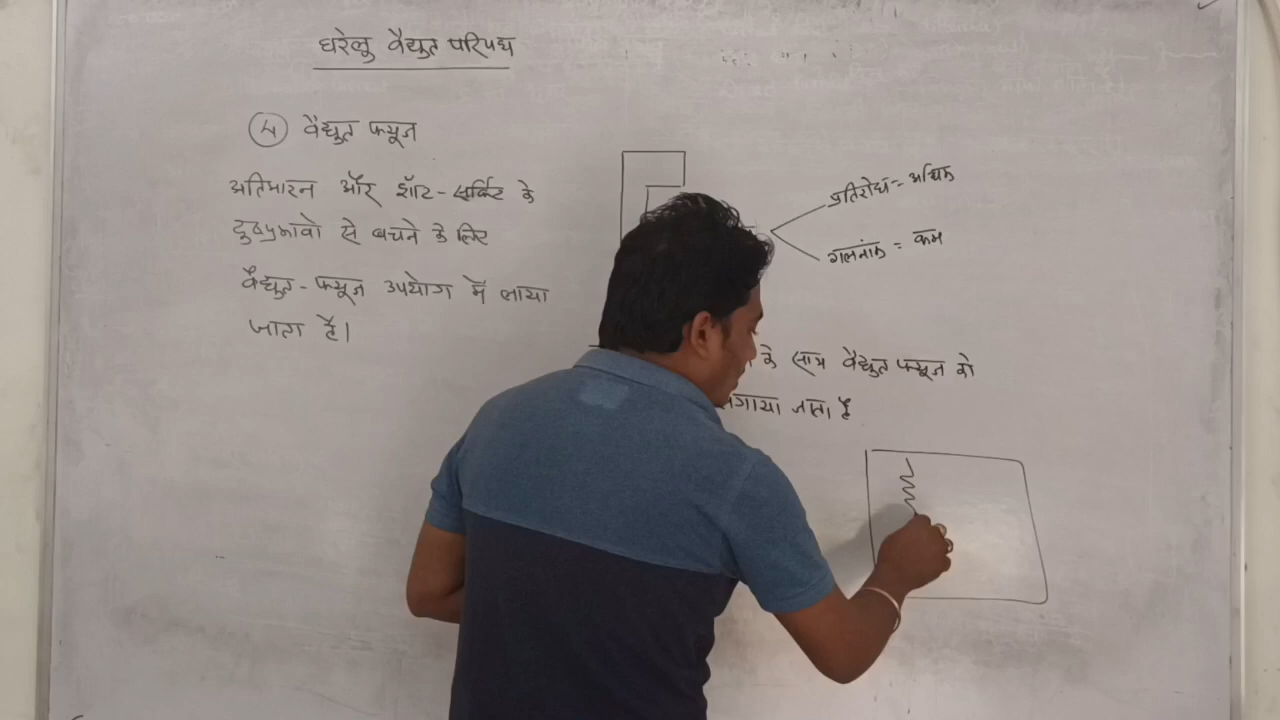 घरेलू वैद्युत परिपथ
4 वैद्युत फ्यूज
अतिभारन और शॉर्ट-सर्किट के
दुष्प्रभावो से बचने के लिए
वैद्युत-फ्यूज उपयोग में लाया
जाता है।
प्रतिरोध = अधिक
गलनांक = कम
के साथ वैद्युत फ्यूज को
लगाया जाता है